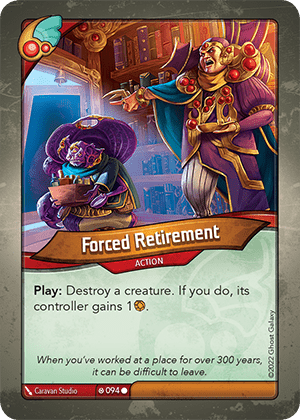 Forced Retirement
ACTION
Play: Destroy a creature. If you do, its
controller gains 1.
When you've worked at a place for over 300 years,
it can be difficult to leave.
Caravan Studio
094
©2022 Ghost Galaxy